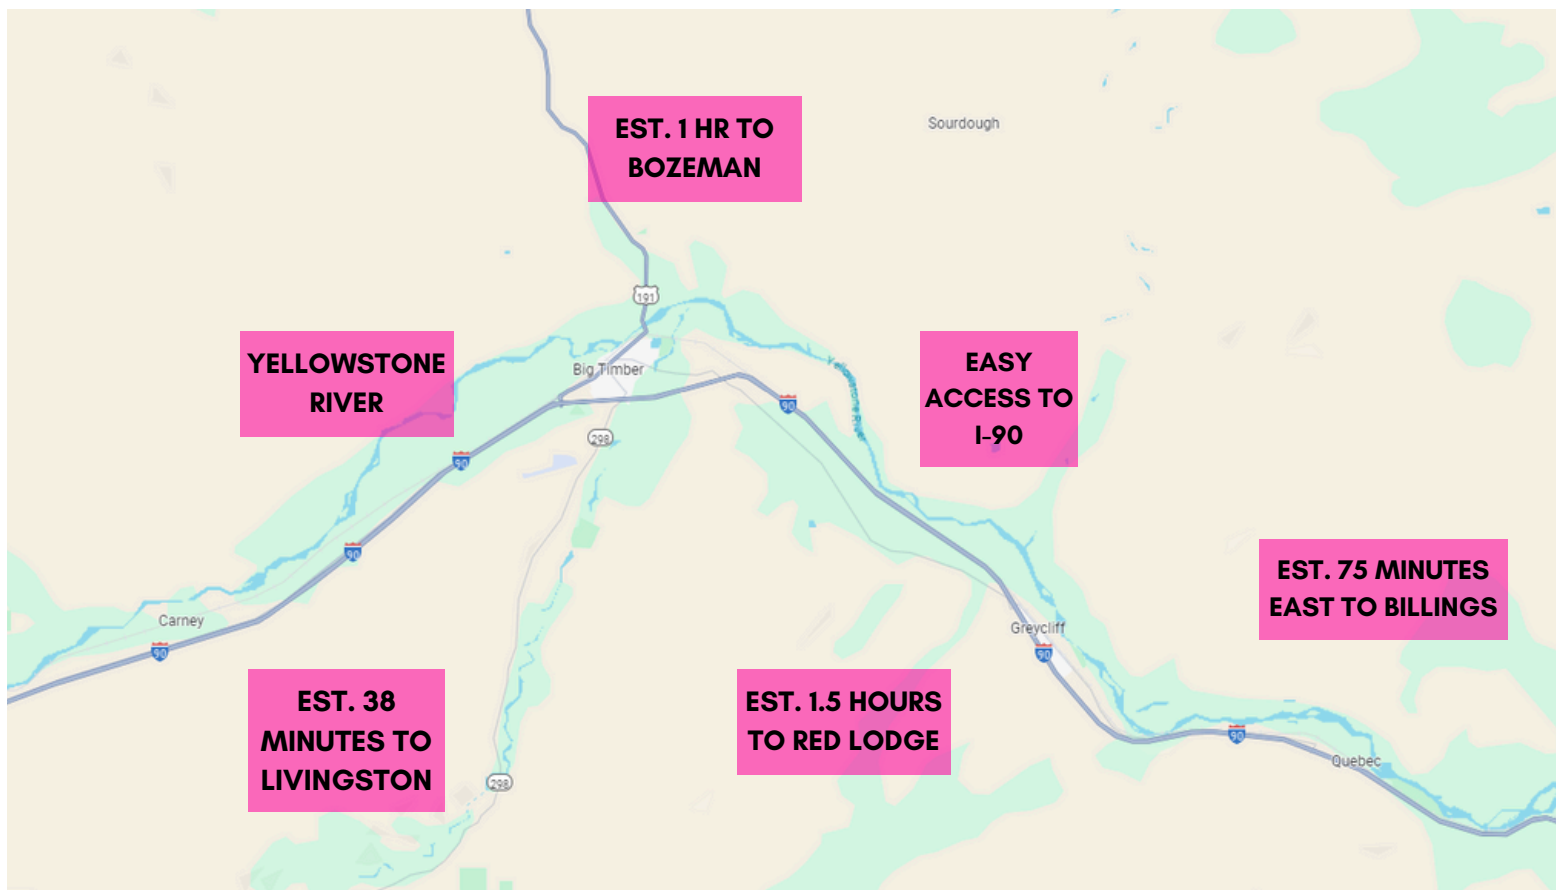 EST. 1 HR TO
BOZEMAN
Sourdough
191
YELLOWSTONE
RIVER
Big Timber
Yellowstone River
EASY
ACCESS TO
I-90
90
298
90
90
EST. 75 MINUTES
EAST TO BILLINGS
Carney
Greycliff
90
90
EST. 38
MINUTES TO
LIVINGSTON
EST. 1.5 HOURS
TO RED LODGE
90
Quebec
298